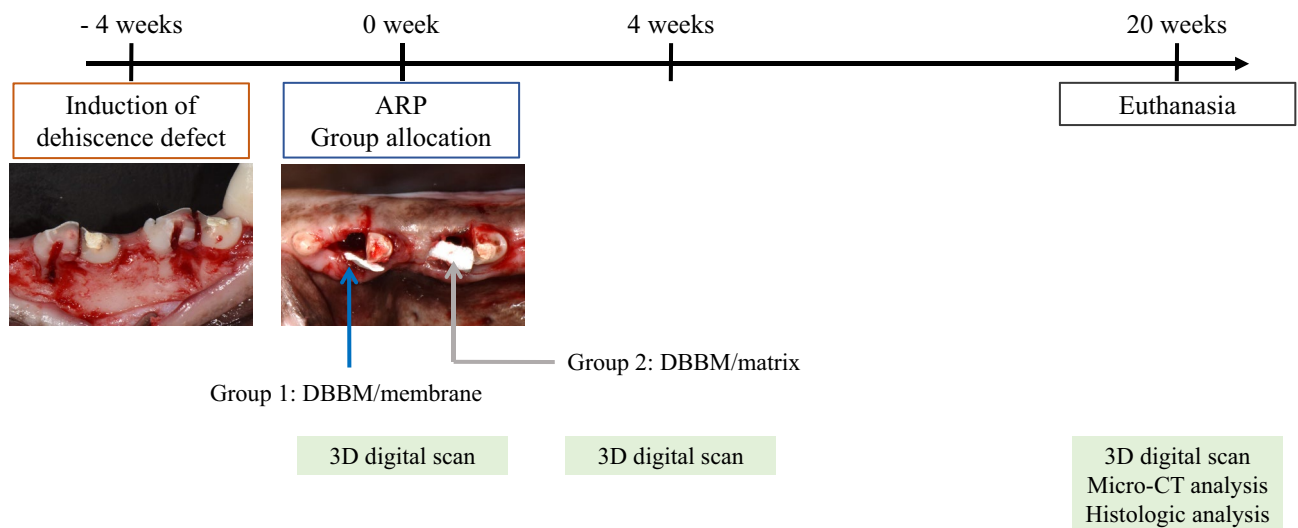 - 4 weeks
0 week
4 weeks
20 weeks
Induction of
dehiscence defect
ARP
Group allocation
Euthanasia
Group 2: DBBM/matrix
Group 1: DBBM/membrane
3D digital scan
3D digital scan
3D digital scan
Micro-CT analysis
Histologic analysis